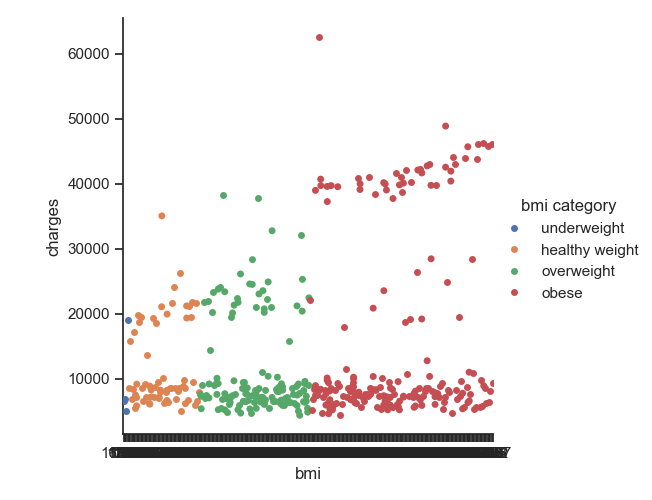 60000
50000
charges
40000
30000
20000
10000
bmi
bmi category
underweight
healthy weight
overweight
obese